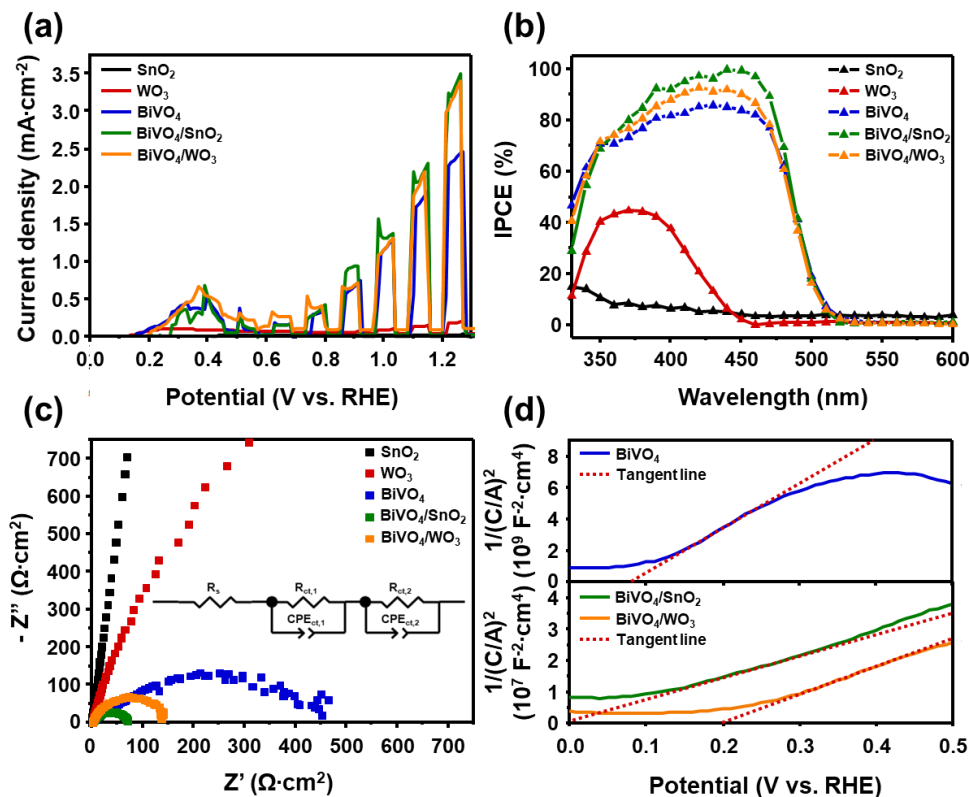 (a)
Current density (mA·cm-2)
3.5
3.0
2.5
2.0
1.5
1.0
0.5
0.0
SnO2
WO3
BiVO4
BiVO4/SnO2
BiVO4/WO3
0.0 0.2 0.4 0.6 0.8 1.0 1.2
Potential (V vs. RHE)
(b)
IPCE (%)
100
80
60
40
20
0
SnO2
WO3
BiVO4
BiVO4/SnO2
BiVO4/WO3
350 400 450 500 550 600
Wavelength (nm)
(c)
- Z" (Ω·cm2)
700
600
500
400
300
200
100
0
SnO2
WO3
BiVO4
BiVO4/SnO2
BiVO4/WO3
Rs Rct,1 Rct,2
CPEct,1 CPEct,2
0 100 200 300 400 500 600 700
Z' (Ω·cm2)
(d)
1/(C/A)2
(109 F-2·cm4)
8
6
4
2
0
BiVO4
Tangent line
1/(C/A)2
(107 F-2·cm4)
4
3
2
1
0
BiVO4/SnO2
BiVO4/WO3
Tangent line
0.0 0.1 0.2 0.3 0.4 0.5
Potential (V vs. RHE)